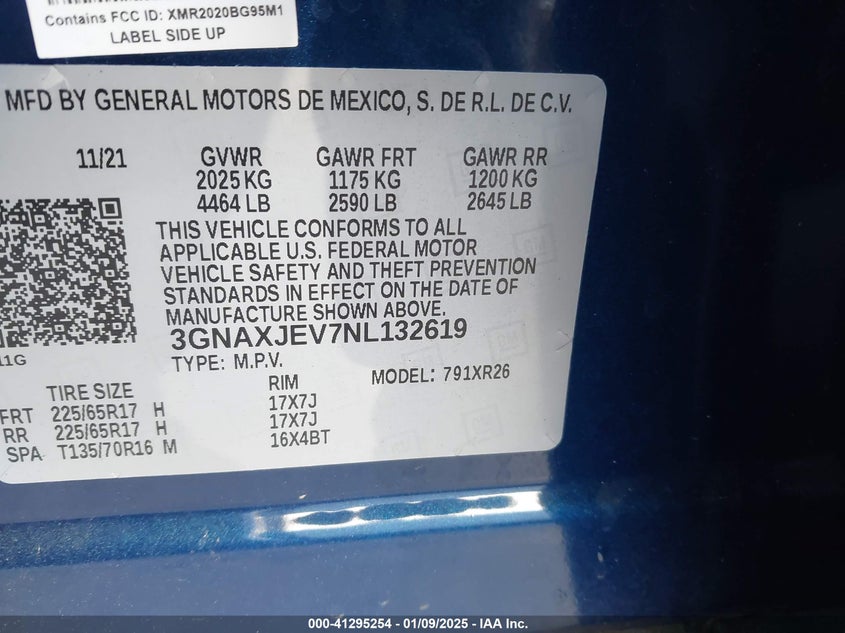 Contains FCC ID: XMR2020BG95M1
LABEL SIDE UP
MFD BY GENERAL MOTORS DE MEXICO, S. DE R.L. DE C.V.
11/21 GVWR GAWR FRT GAWR RR
2025 KG 1175 KG 1200 KG
4464 LB 2590 LB 2645 LB
THIS VEHICLE CONFORMS TO ALL
APPLICABLE U.S. FEDERAL MOTOR
VEHICLE SAFETY AND THEFT PREVENTION
STANDARDS IN EFFECT ON THE DATE OF
MANUFACTURE SHOWN ABOVE.
3GNAXJEV7NL132619
TYPE: M.P.V.
MODEL: 791XR26
TIRE SIZE RIM
FRT 225/65R17 H 17X7J
RR 225/65R17 H 17X7J
SPA T135/70R16 M 16X4BT
000-41295254 - 01/09/2025 - IAA Inc.